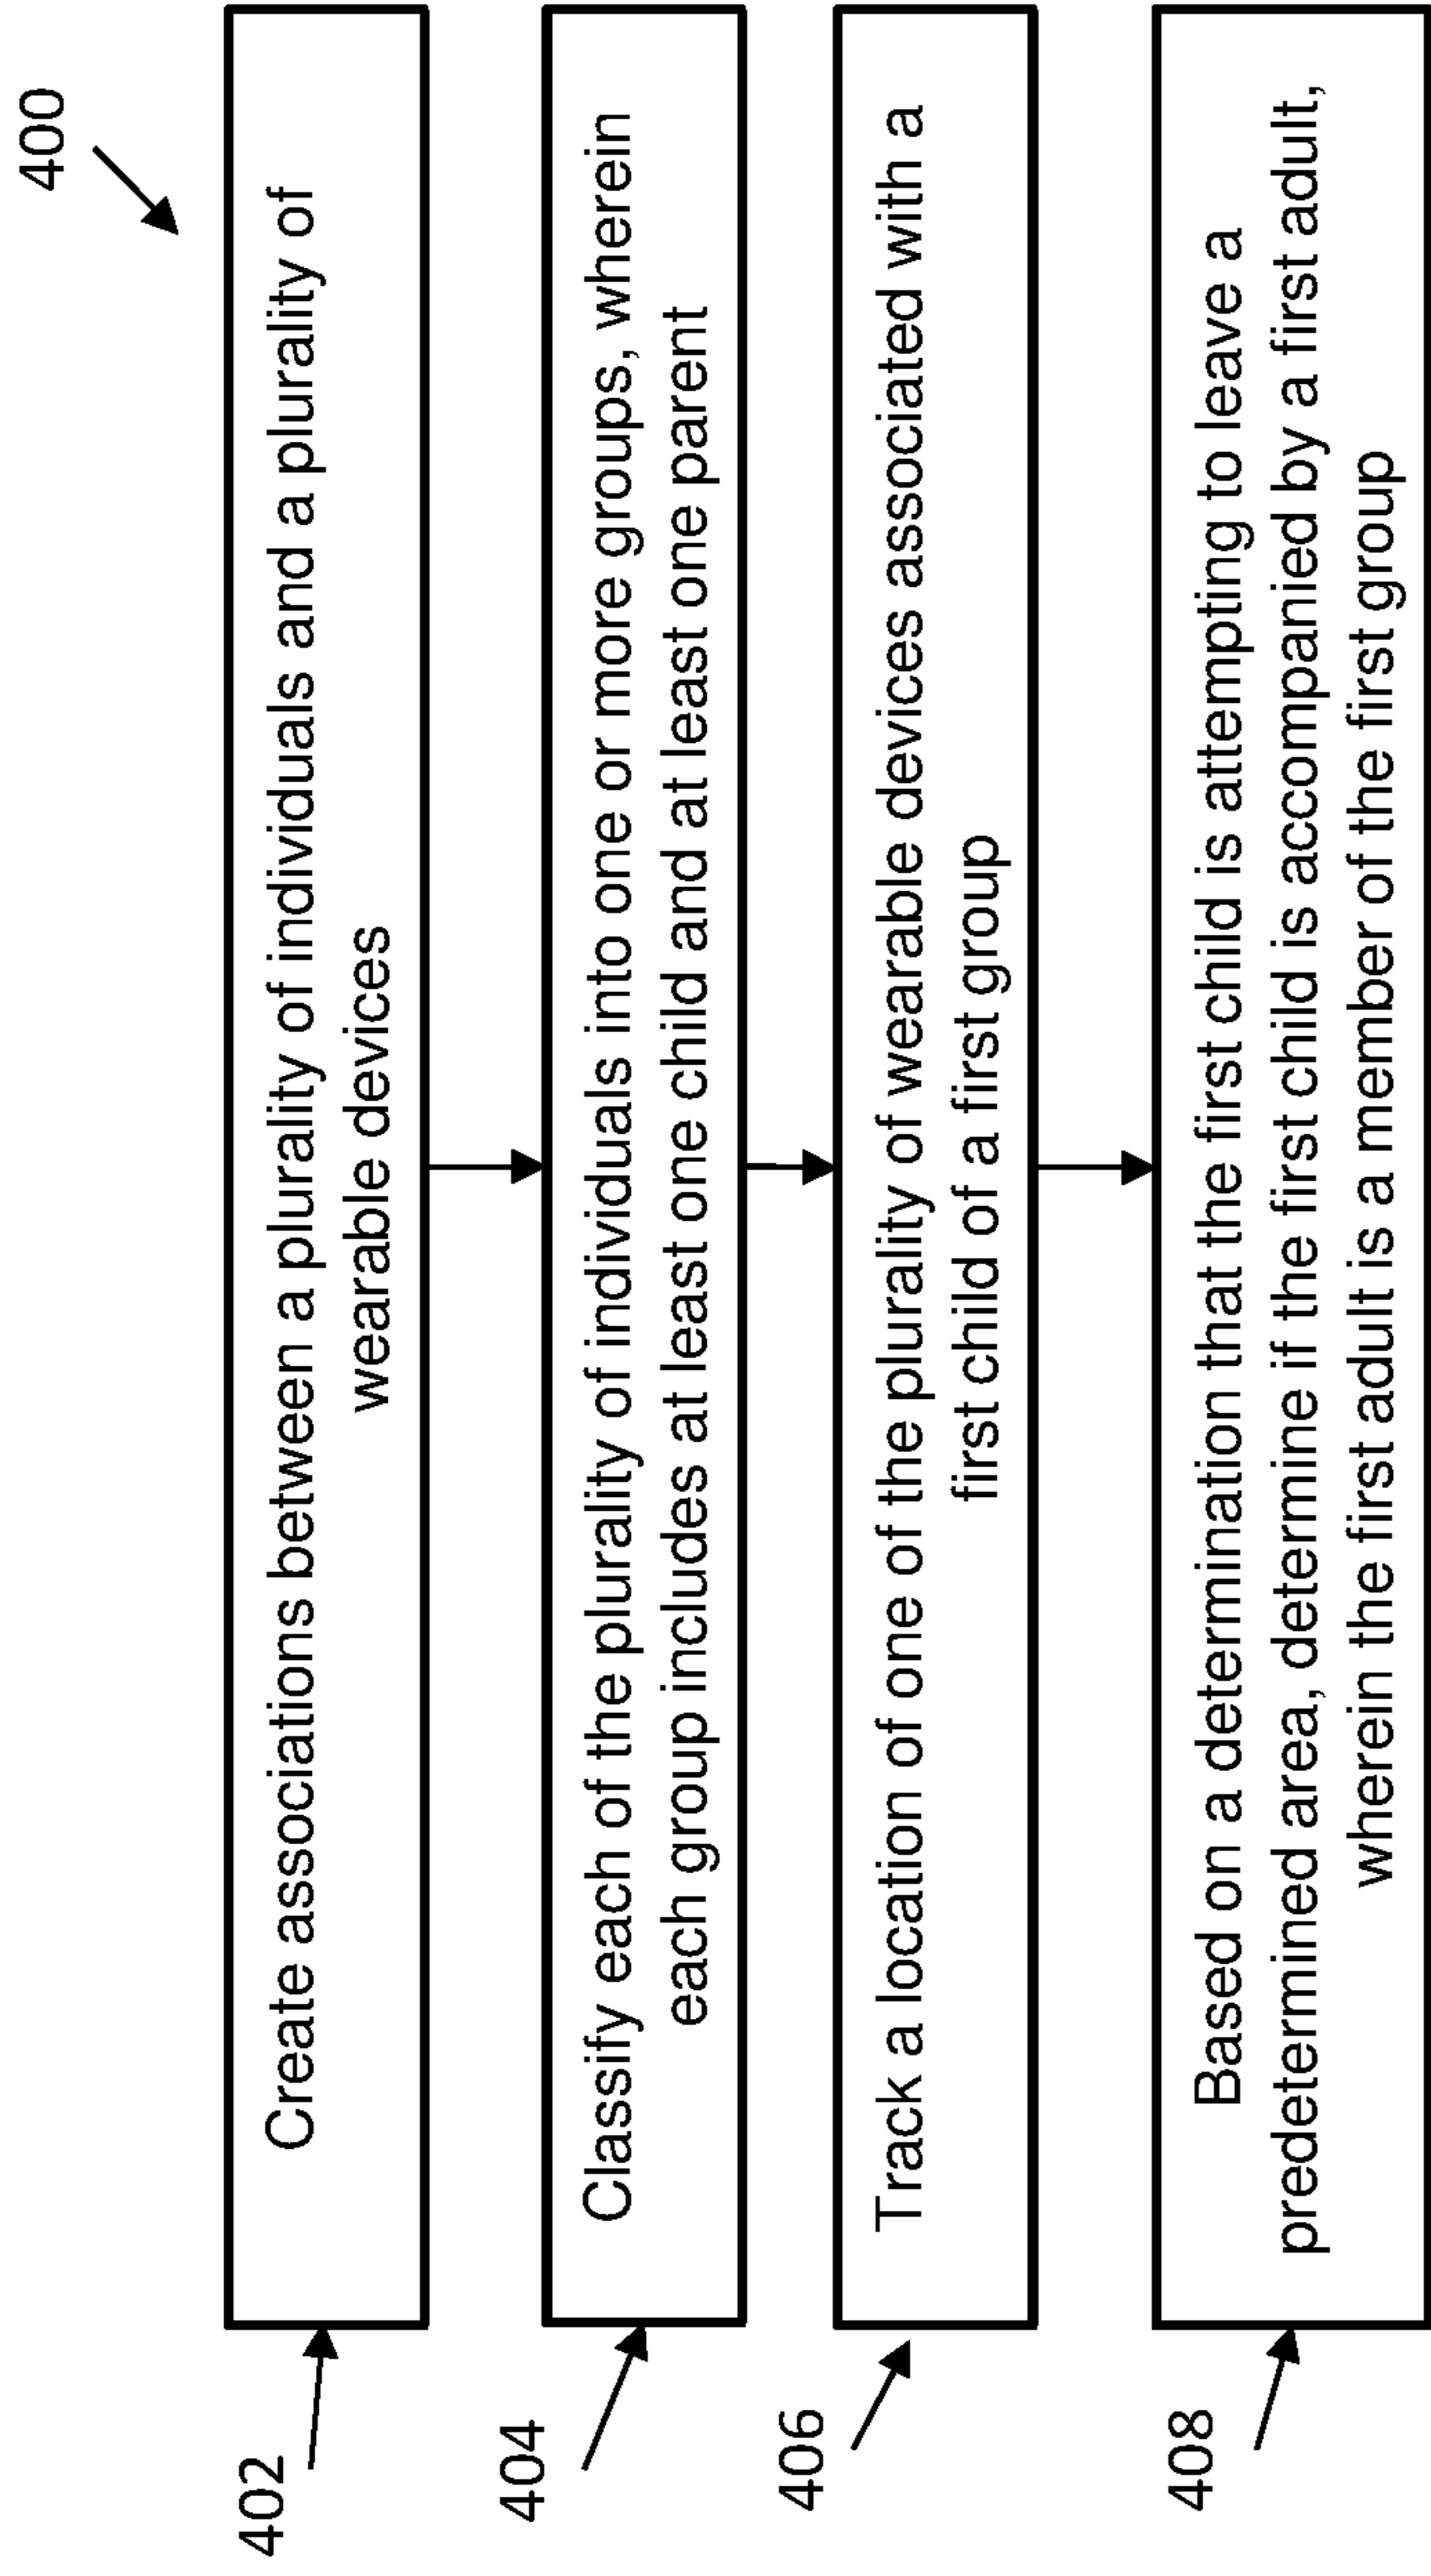 400
402
Create associations between a plurality of individuals and a plurality of
wearable devices
404
Classify each of the plurality of individuals into one or more groups, wherein
each group includes at least one child and at least one parent
406
Track a location of one of the plurality of wearable devices associated with a
first child of a first group
408
Based on a determination that the first child is attempting to leave a
predetermined area, determine if the first child is accompanied by a first adult,
wherein the first adult is a member of the first group